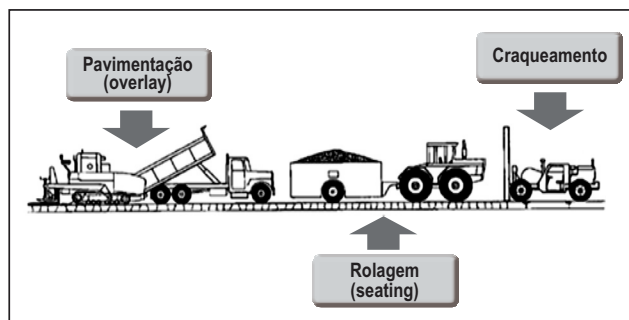 Pavimentação
(overlay)
Craqueamento
Rolagem
(seating)